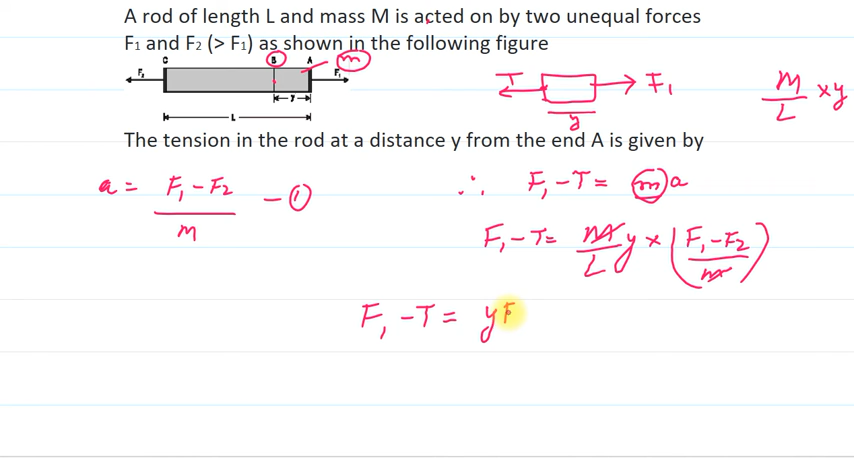 A rod of length L and mass M is acted on by two unequal forces
F₁ and F₂ (> F₁) as shown in the following figure
C B A m
F₂ F₁
y
L
T F₁
y
M/L × y
The tension in the rod at a distance y from the end A is given by
a = F₁ - F₂ / M - ①
∴ F₁ - T = m a
F₁ - T = M/L y × (F₁ - F₂ / M)
F₁ - T = y F